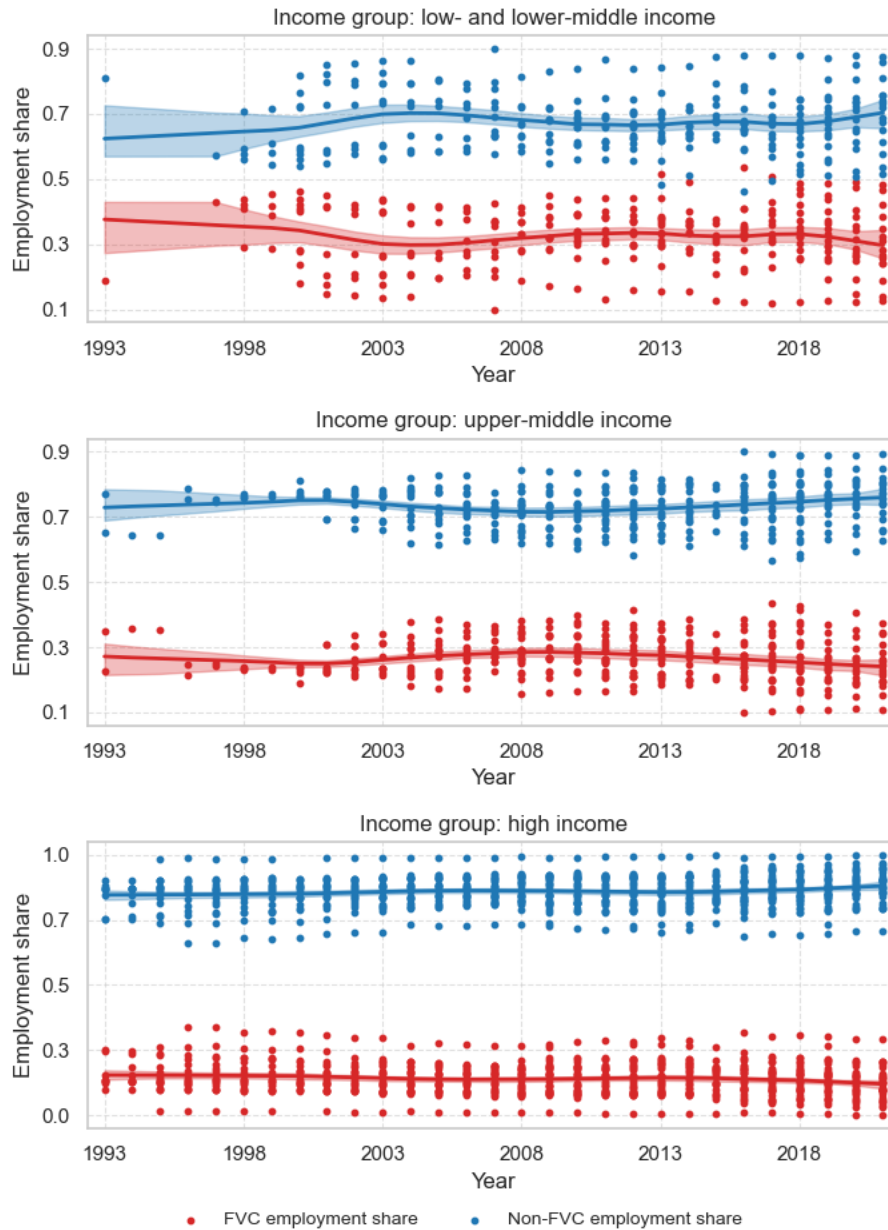 Income group: low- and lower-middle income
0.9
0.7
0.5
0.3
0.1
Employment share
1993 1998 2003 2008 2013 2018
Year
Income group: upper-middle income
0.9
0.7
0.5
0.3
0.1
Employment share
1993 1998 2003 2008 2013 2018
Year
Income group: high income
1.0
0.7
0.5
0.3
0.0
Employment share
1993 1998 2003 2008 2013 2018
Year
FVC employment share Non-FVC employment share